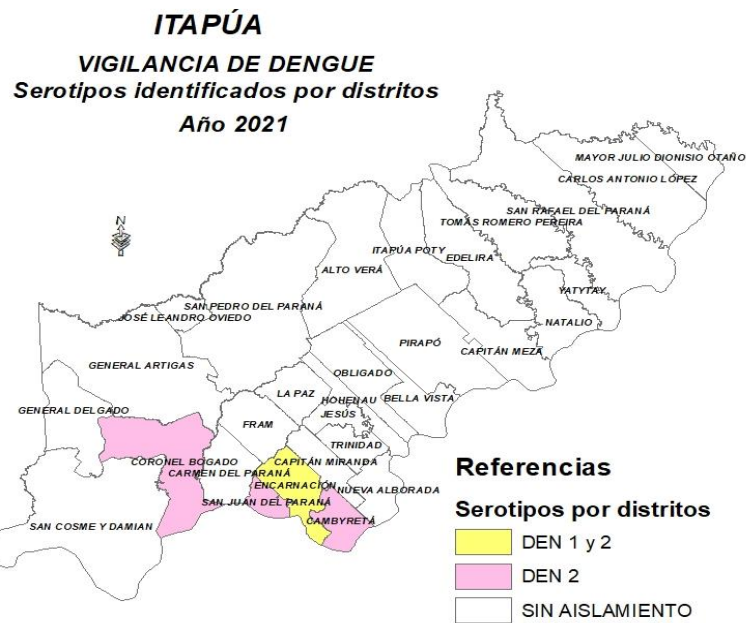 ITAPÚA
VIGILANCIA DE DENGUE
Serotipos identificados por distritos
Año 2021
MAYOR JULIO DIONISIO OTAÑO
CARLOS ANTONIO LÓPEZ
SAN RAFAEL DEL PARANÁ
TOMÁS ROMERO PEREIRA
N
ITAPÚA POTY
EDELIRA
ALTO VERÁ
YATYTAY
SAN PEDRO DEL PARANÁ
JOSÉ LEANDRO OVIEDO
NATALIO
PIRAPÓ
CAPITÁN MEZA
GENERAL ARTIGAS
OBLIGADO
LA PAZ
HOHENAU
BELLA VISTA
GENERAL DELGADO
JESÚS
FRAM
TRINIDAD
CORONEL BOGADO
CAPITÁN MIRANDA
CARMEN DEL PARANÁ
ENCARNACIÓN
NUEVA ALBORADA
SAN JUAN DEL PARANÁ
CAMBYRETÁ
SAN COSME Y DAMIAN
Referencias
Serotipos por distritos
DEN 1 y 2
DEN 2
SIN AISLAMIENTO